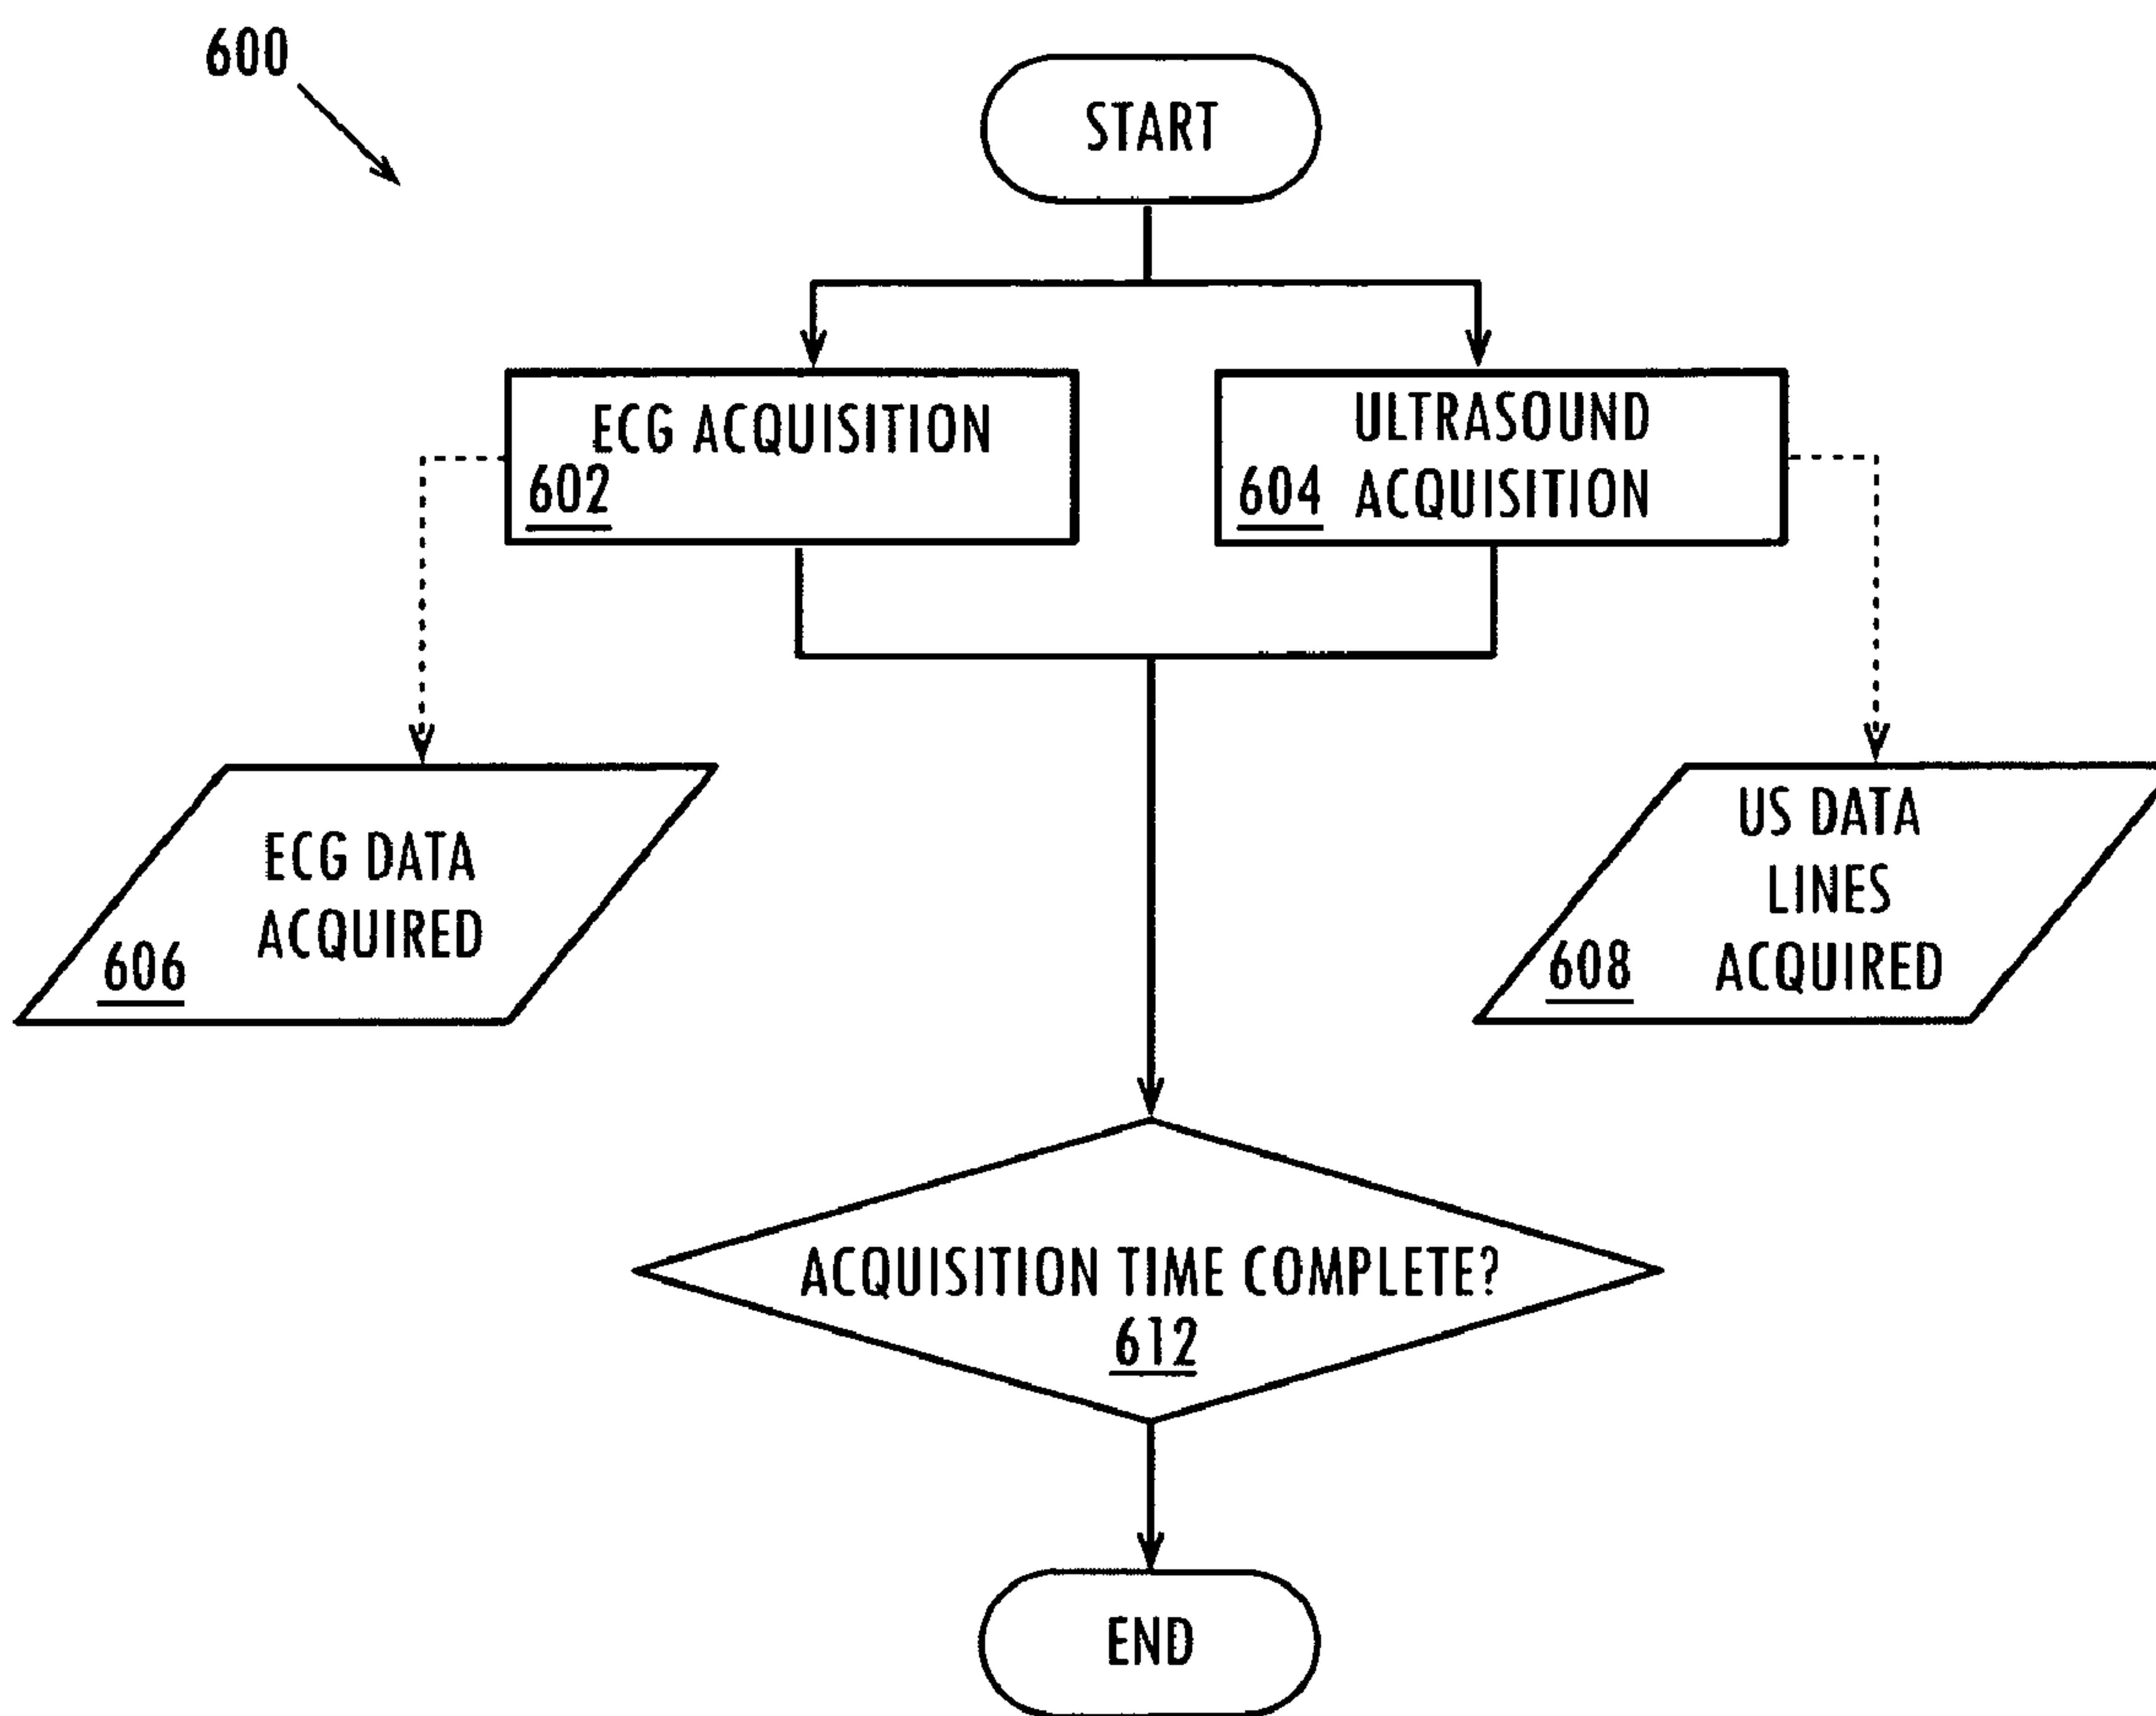 600
START
ECG ACQUISITION
602
ULTRASOUND
604 ACQUISITION
ECG DATA
ACQUIRED
606
US DATA
LINES
608 ACQUIRED
ACQUISITION TIME COMPLETE?
612
END